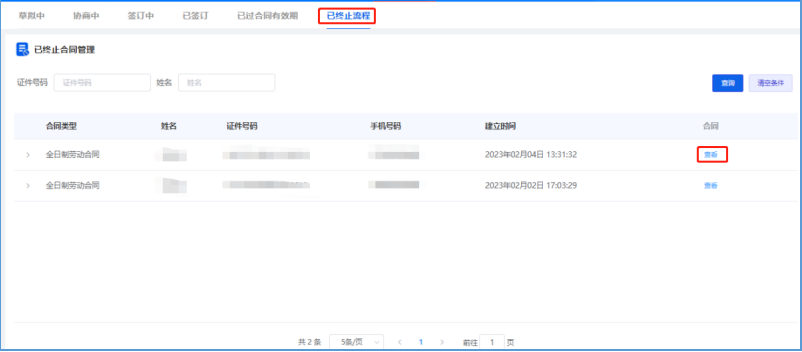 草拟中 协商中 签订中 已签订 已过合同有效期 已终止流程
已终止合同管理
证件号码 证件号码 姓名 姓名 查询 清空条件
合同类型 姓名 证件号码 手机号码 建立时间 合同
全日制劳动合同 2023年02月04日 13:31:32 查看
全日制劳动合同 2023年02月02日 17:03:29 查看
共 2 条 5条/页 1 前往 1 页